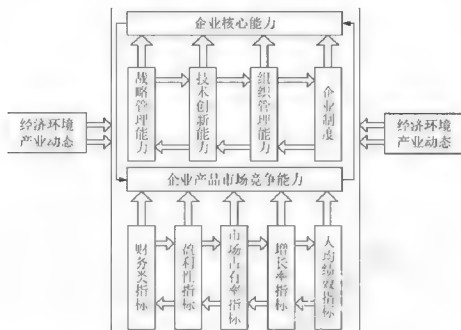 企业核心能力
战略管理能力
技术创新能力
组织管理能力
企业制度
经济环境
产业动态
经济环境
产业动态
企业产品市场竞争能力
财务类指标
盈利性指标
市场占有率指标
增长率指标
人均绩效指标